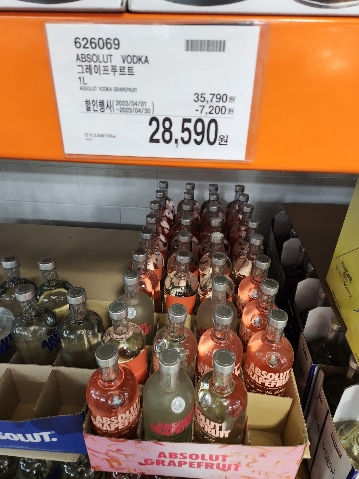 626069
ABSOLUT VODKA
그레이프푸르트
1L
ABSOLUT VODKA GRAPEFRUIT
35,790원
할인행사(2023/04/01
~2023/04/30)
-7,200원
28,590원
ABSOLUT
GRAPEFRUIT
ABSOLUT
GRAPEFRUIT
ABSOLUT.
ABSOLUT
GRAPEFRUIT